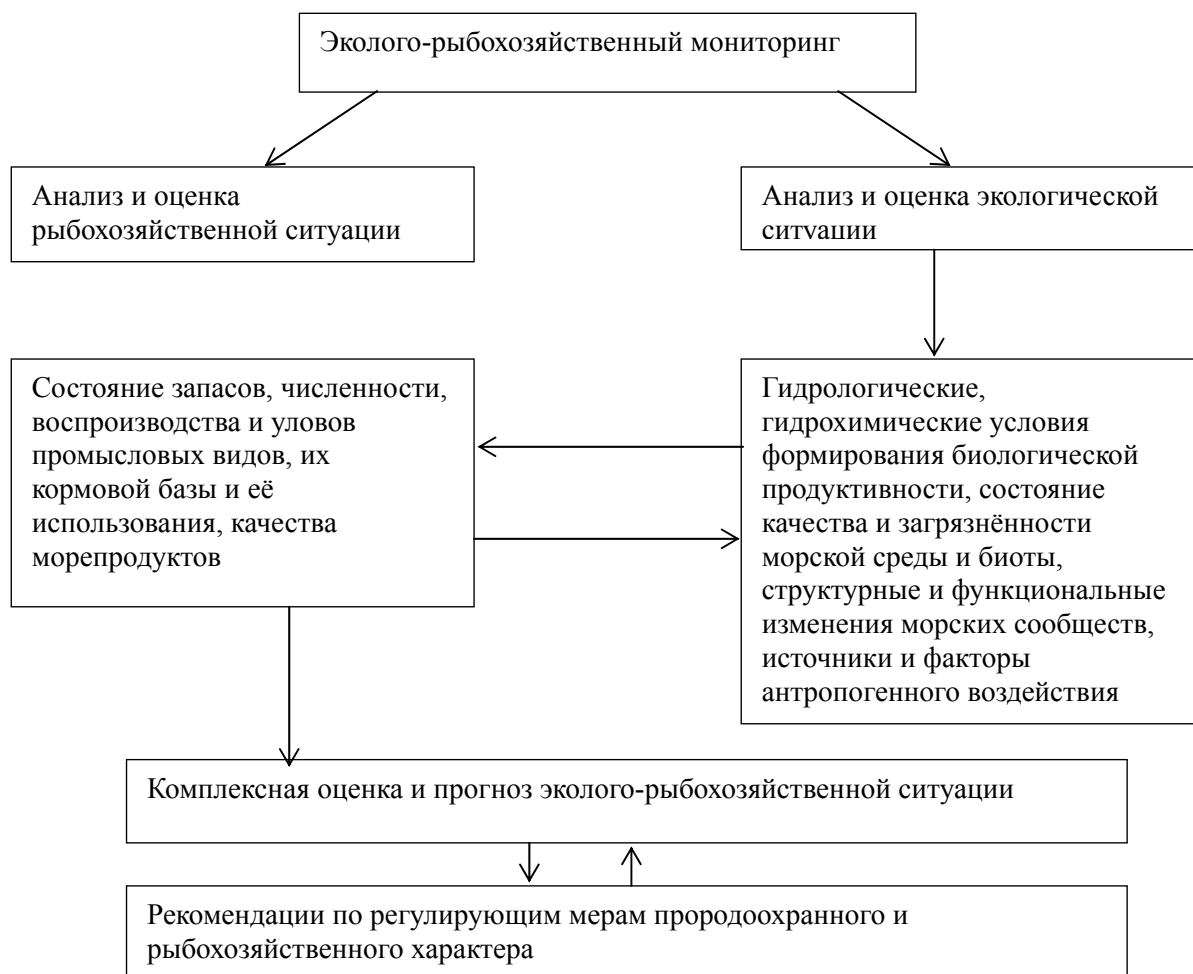 Эколого-рыбохозяйственный мониторинг
Анализ и оценка
рыбохозяйственной ситуации
Анализ и оценка экологической
ситуации
Состояние запасов, численности,
воспроизводства и уловов
промысловых видов, их
кормовой базы и её
использования, качества
морепродуктов
Гидрологические,
гидрохимические условия
формирования биологической
продуктивности, состояние
качества и загрязнённости
морской среды и биоты,
структурные и функциональные
изменения морских сообществ,
источники и факторы
антропогенного воздействия
Комплексная оценка и прогноз эколого-рыбохозяйственной ситуации
Рекомендации по регулирующим мерам прородоохранного и
рыбохозяйственного характера